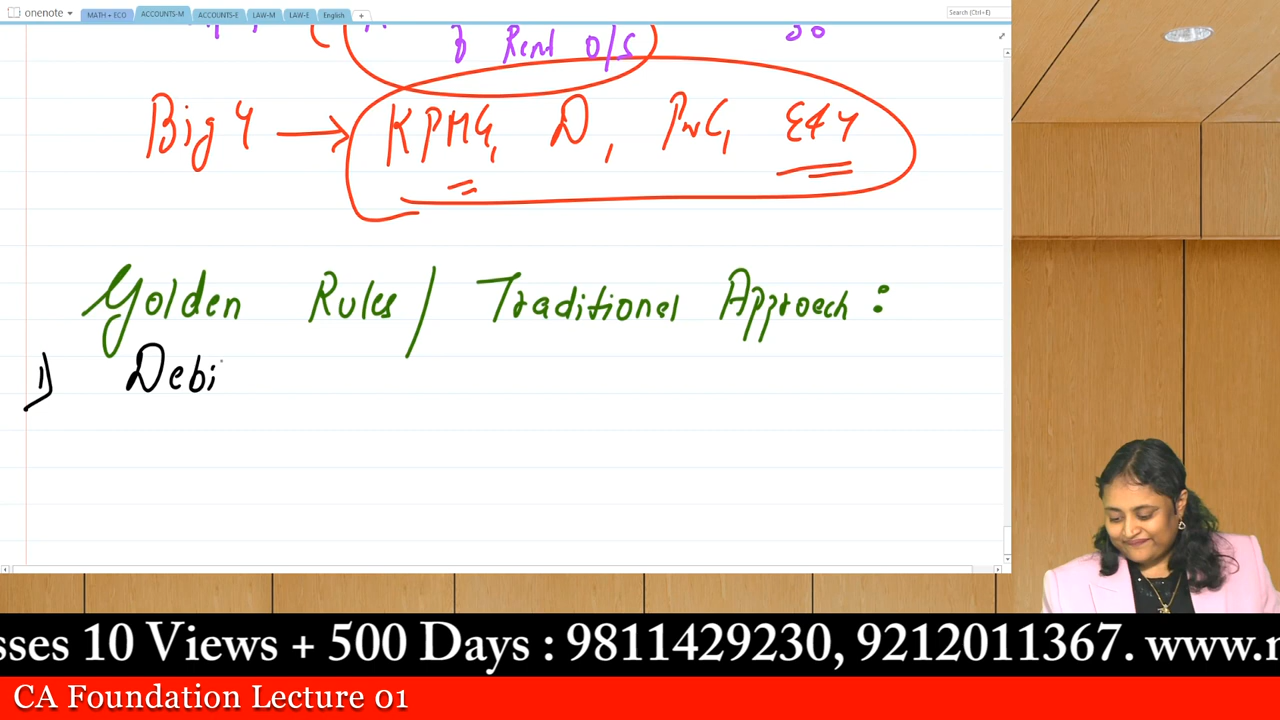 onenote MATH + ECO ACCOUNTS-M ACCOUNTS-E LAW-M LAW-E English Search (Ctrl+E)
of Rent O/S 30
Big 4 → KPMG, D, PwC, E&Y
Golden Rules / Traditional Approach :
1) Debi
sses 10 Views + 500 Days : 9811429230, 9212011367. www.
CA Foundation Lecture 01